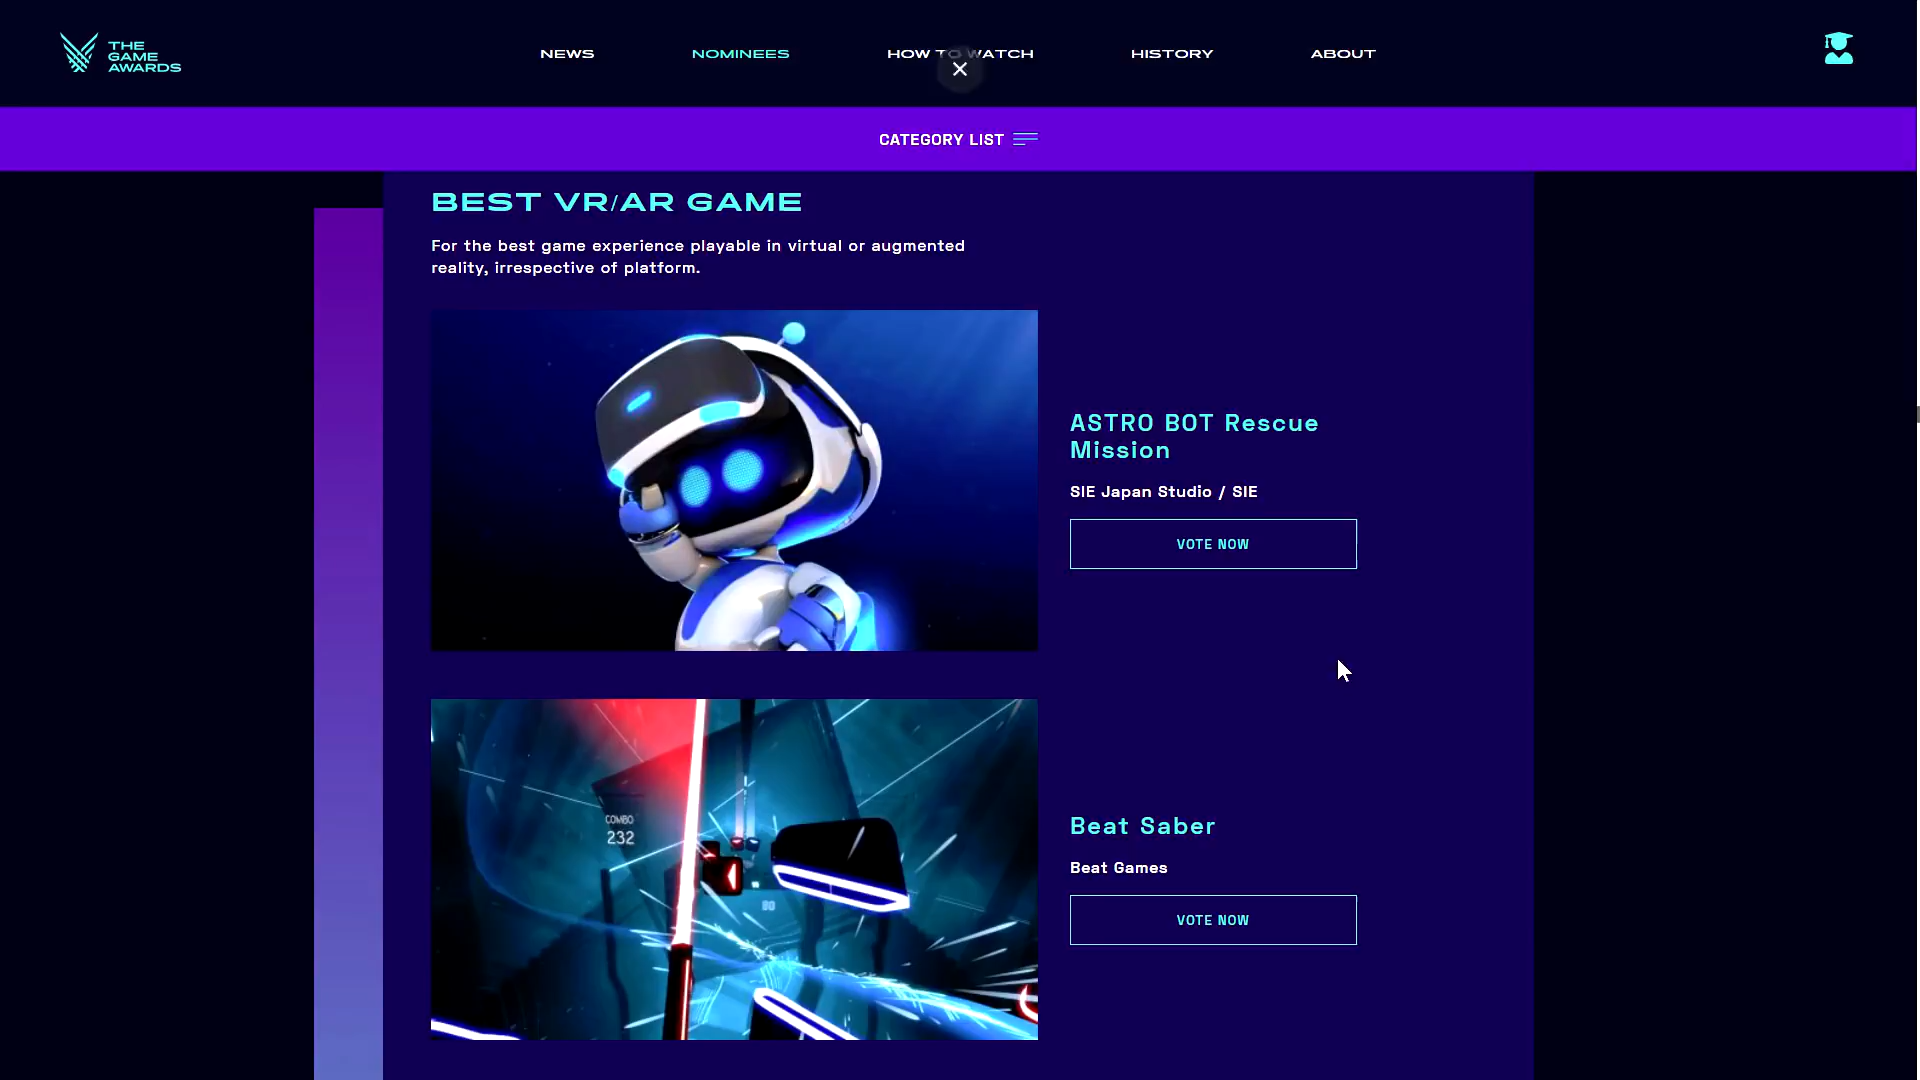 THE
GAME
AWARDS
NEWS
NOMINEES
HOW TO WATCH
HISTORY
ABOUT
CATEGORY LIST
BEST VR/AR GAME
For the best game experience playable in virtual or augmented
reality, irrespective of platform.
ASTRO BOT Rescue
Mission
SIE Japan Studio / SIE
VOTE NOW
COMBO
232
Beat Saber
Beat Games
VOTE NOW